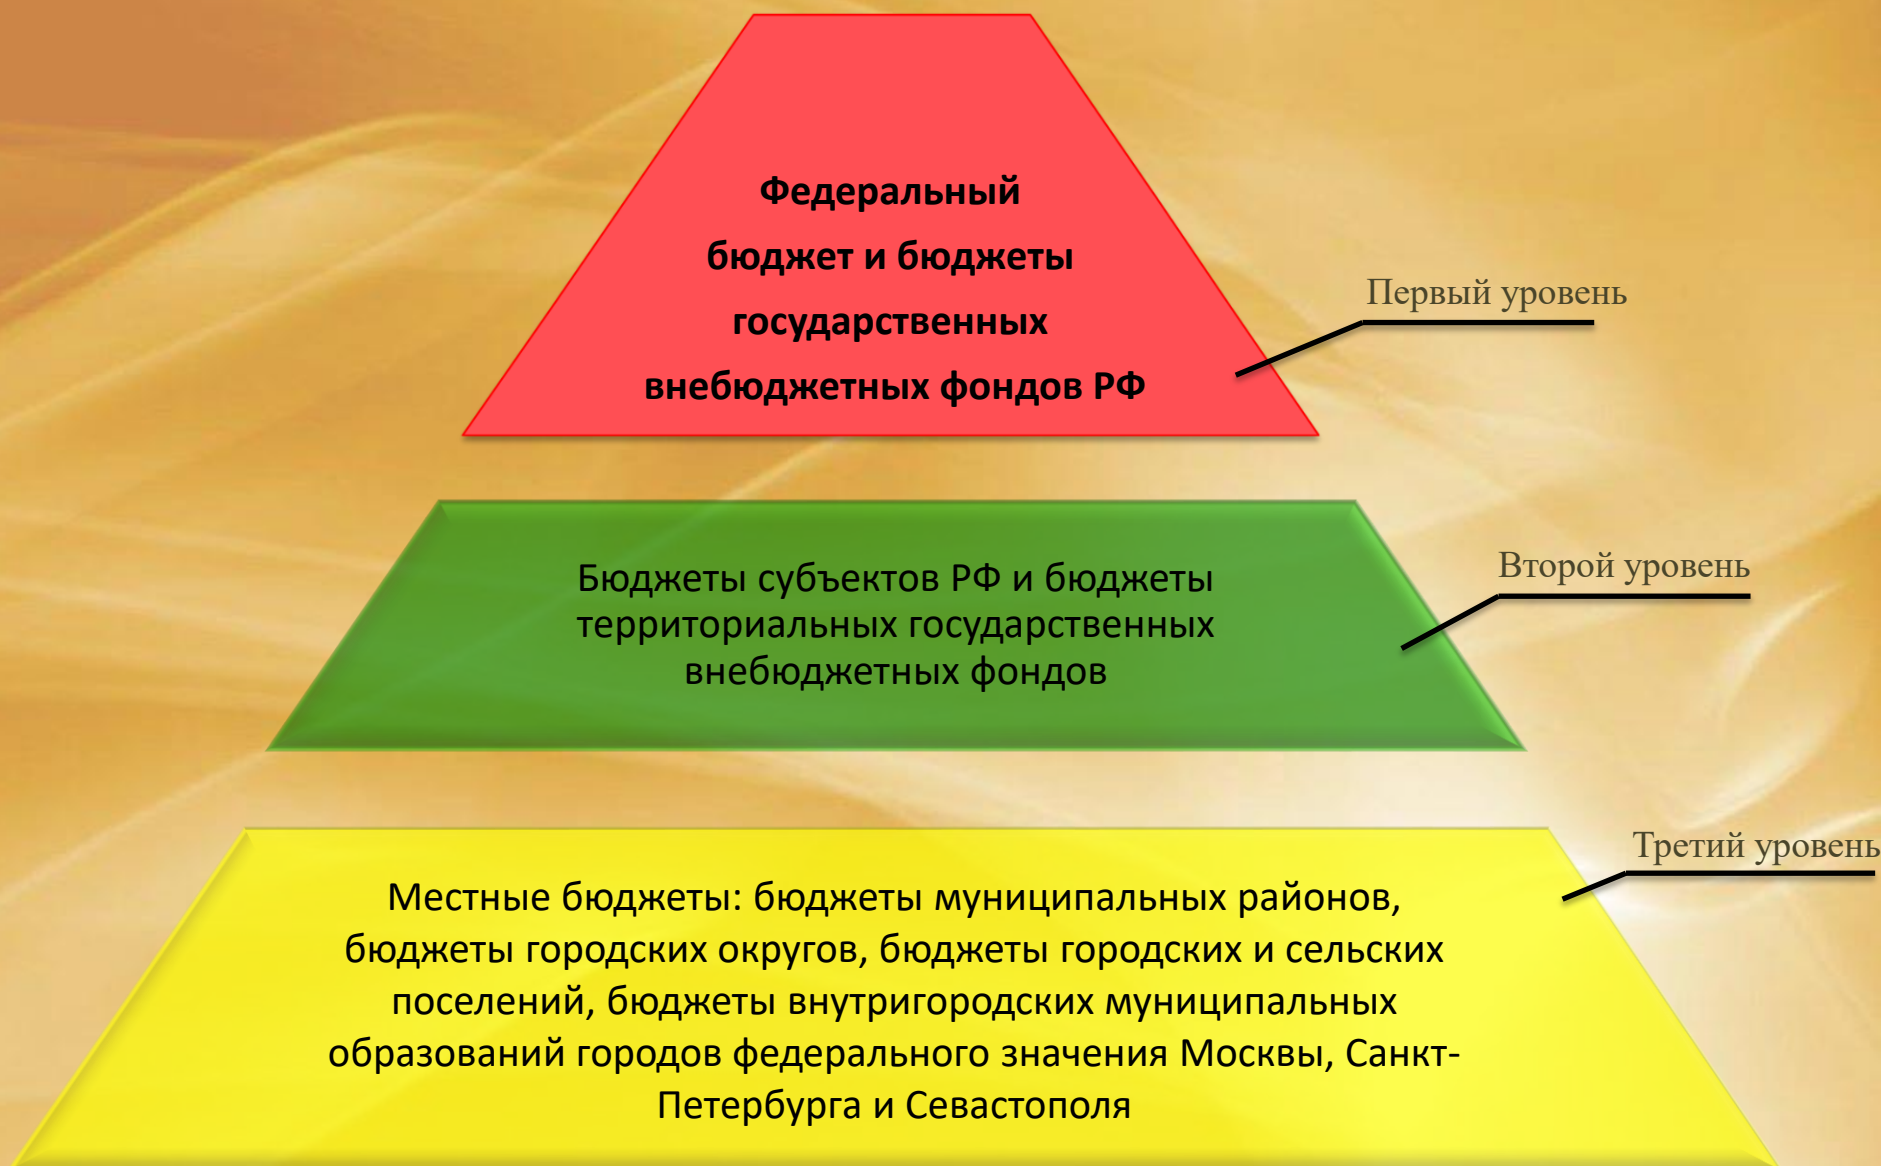 Федеральный
бюджет и бюджеты
государственных
внебюджетных фондов РФ
Первый уровень
Бюджеты субъектов РФ и бюджеты
территориальных государственных
внебюджетных фондов
Второй уровень
Третий уровень
Местные бюджеты: бюджеты муниципальных районов,
бюджеты городских округов, бюджеты городских и сельских
поселений, бюджеты внутригородских муниципальных
образований городов федерального значения Москвы, Санкт-
Петербурга и Севастополя